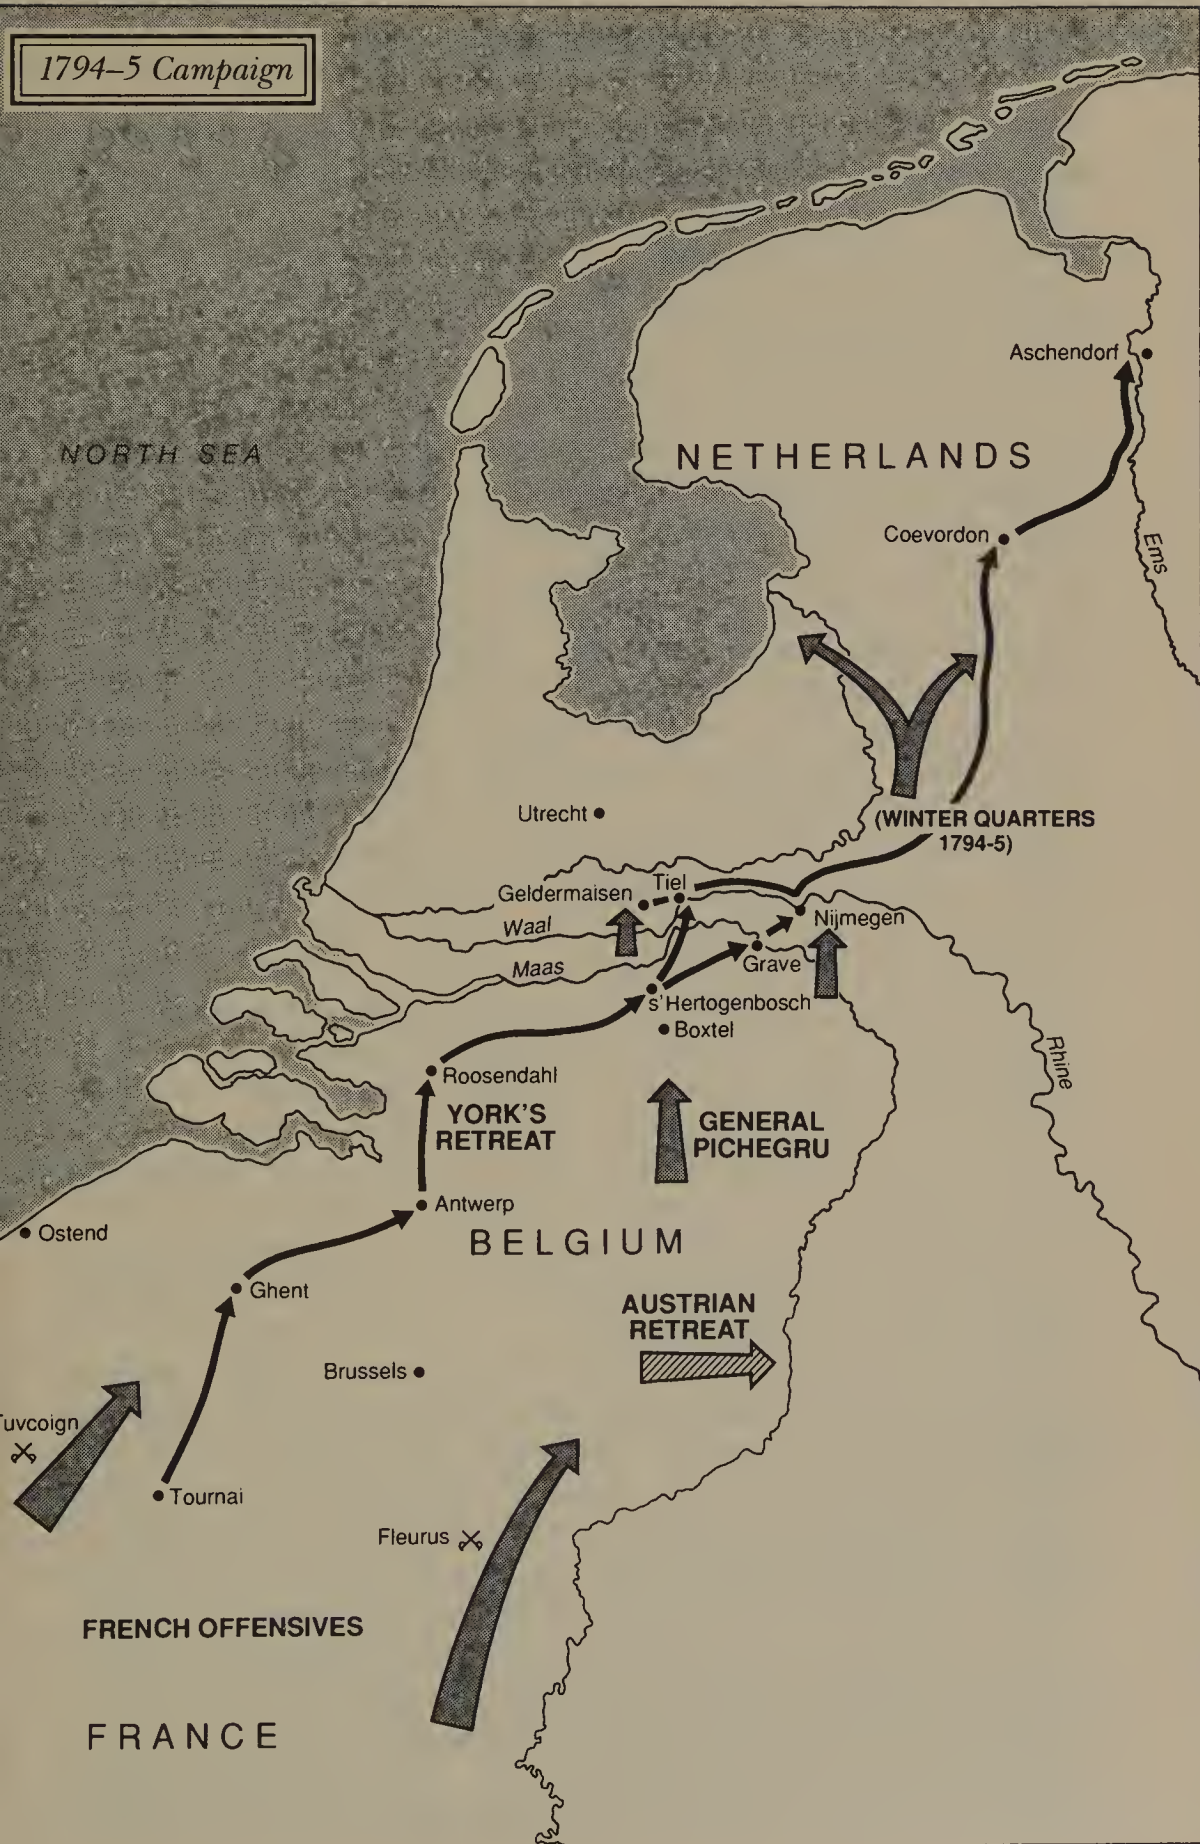 1794–5 Campaign
NORTH SEA
Aschendorf
NETHERLANDS
Coevordon
Ems
Utrecht
(WINTER QUARTERS
1794-5)
Geldermaisen
Tiel
Waal
Nijmegen
Maas
Grave
s'Hertogenbosch
Boxtel
Rhine
Roosendahl
YORK'S
RETREAT
GENERAL
PICHEGRU
Antwerp
Ostend
BELGIUM
Ghent
AUSTRIAN
RETREAT
Brussels
uvcoign
Tournai
Fleurus
FRENCH OFFENSIVES
FRANCE